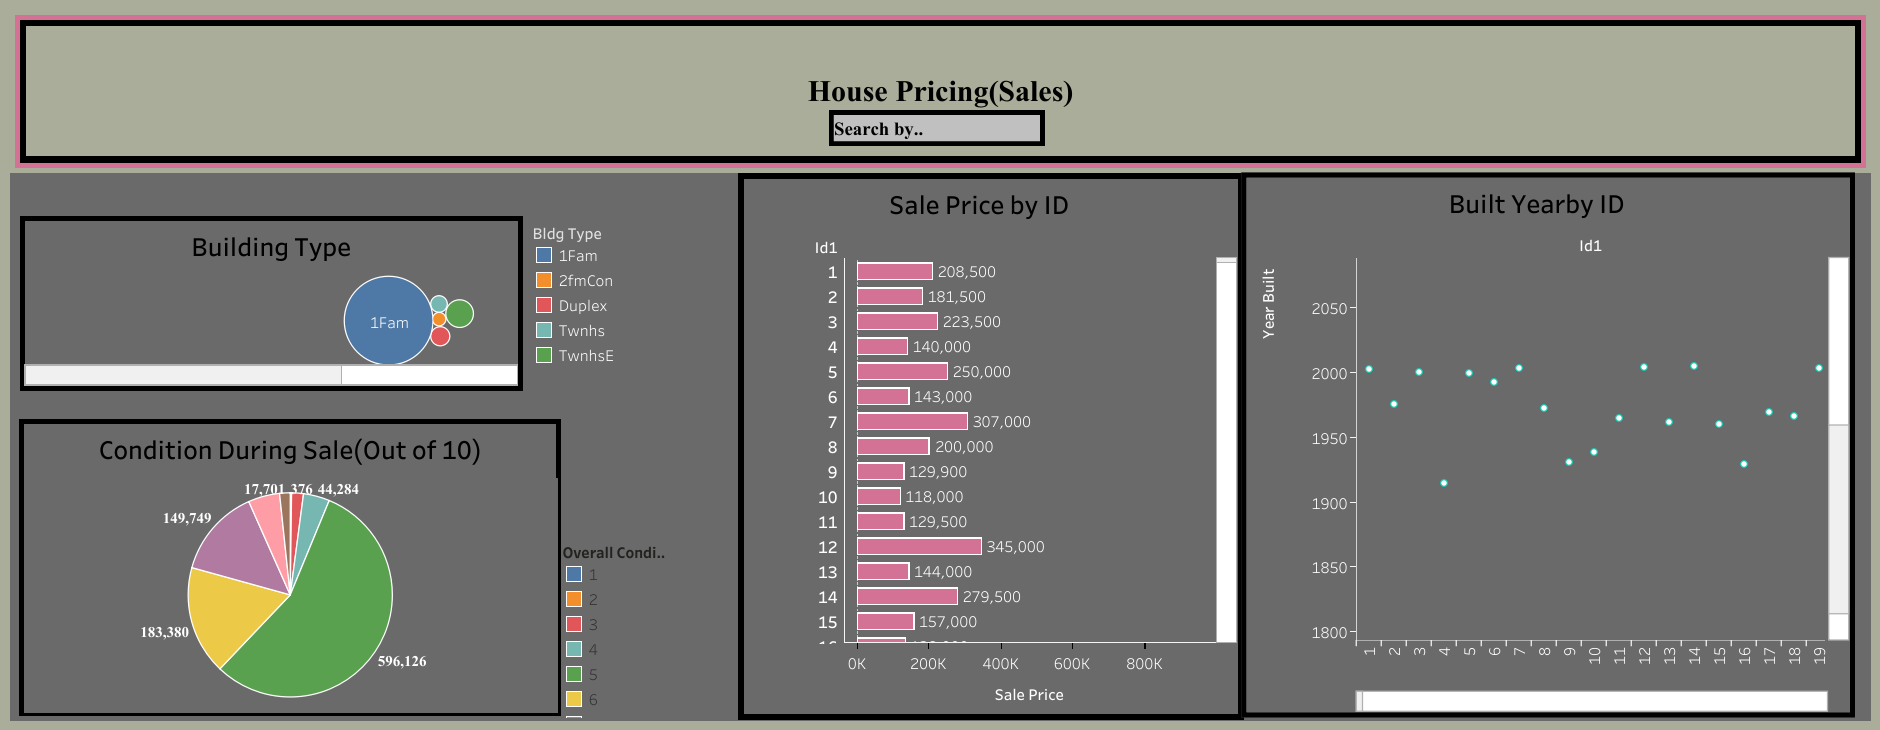 House Pricing(Sales)
Search by..
Building Type
1Fam
Bldg Type
1Fam
2fmCon
Duplex
Twnhs
TwnhsE
Condition During Sale(Out of 10)
17,701 376 44,284
149,749
183,380
596,126
Overall Condi..
1
2
3
4
5
6
Sale Price by ID
Id1
1 208,500
2 181,500
3 223,500
4 140,000
5 250,000
6 143,000
7 307,000
8 200,000
9 129,900
10 118,000
11 129,500
12 345,000
13 144,000
14 279,500
15 157,000
0K 200K 400K 600K 800K
Sale Price
Built Yearby ID
Id1
Year Built
2050
2000
1950
1900
1850
1800
1 2 3 4 5 6 7 8 9 10 11 12 13 14 15 16 17 18 19